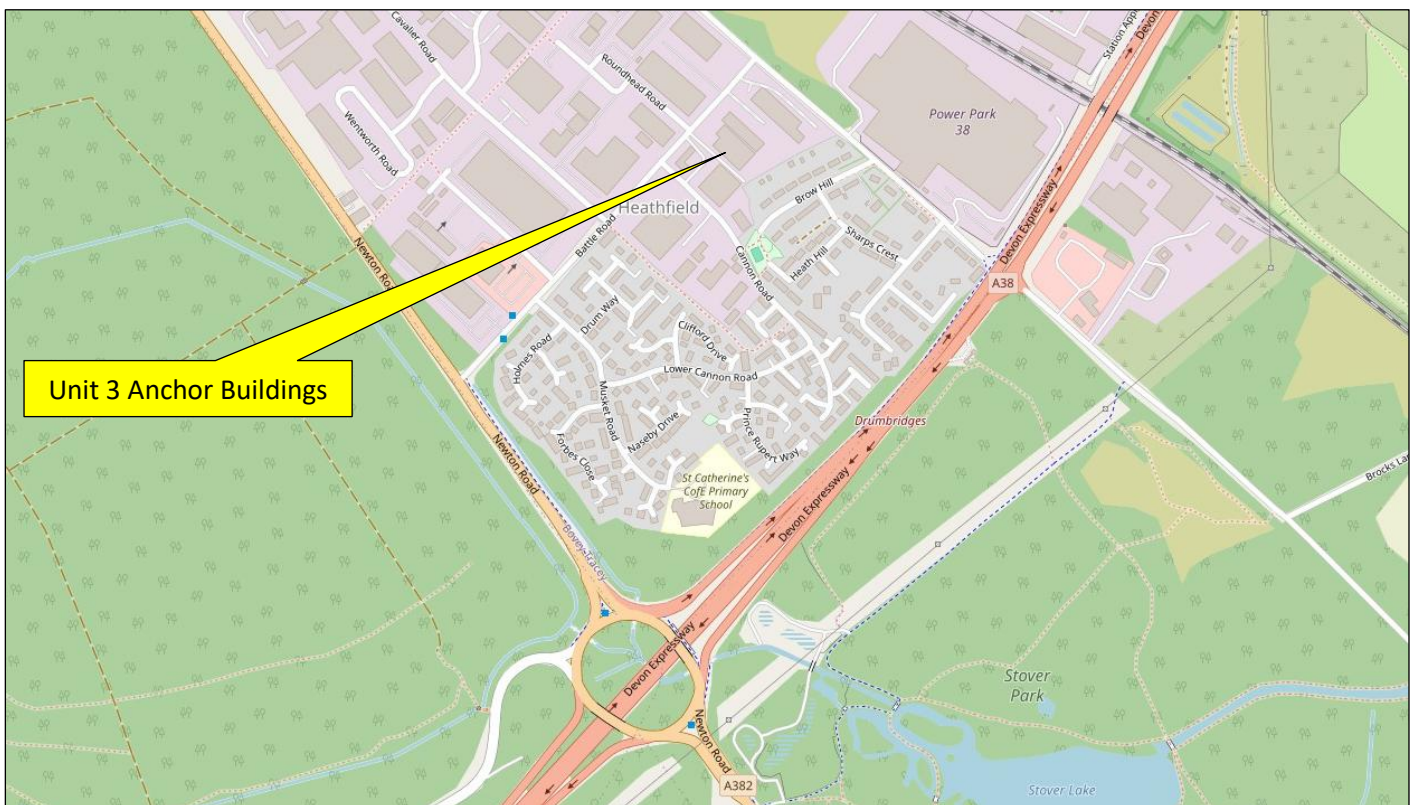 Cavalier Road
Roundhead Road
Wentworth Road
Station App
Devon
Power Park
38
Brow Hill
Heathfield
Battle Road
Sharps Crest
Devon Expressway
Newton Ro
Cannon Road
Heath Hill
A38
Drum Way
Clifford Drive
Holmes Road
Lower Cannon Road
Unit 3 Anchor Buildings
Musket Road
Naseby Drive
Prince Rupert Way
Drumbridges
Forbes Close
Newton Road
St Catherine's
CofE Primary
School
Devon Expressway
Brocks La
Bovey Tracey
Devon Expressway
Stover
Park
Newton Road
A382
Stover Lake